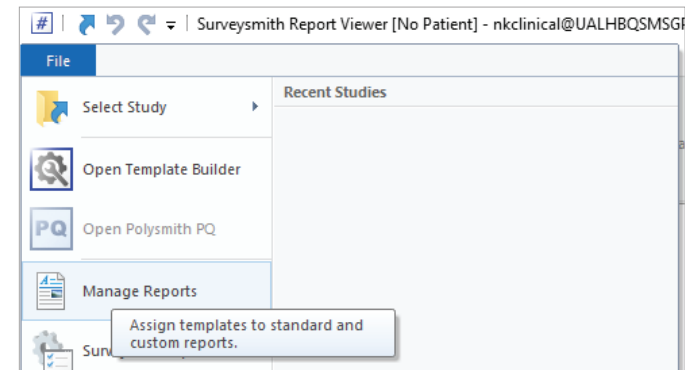 # Surveysmith Report Viewer [No Patient] - nkclinical@UALHBQSMSG
File
Select Study
Recent Studies
Open Template Builder
PQ Open Polysmith PQ
Manage Reports
Assign templates to standard and
custom reports.